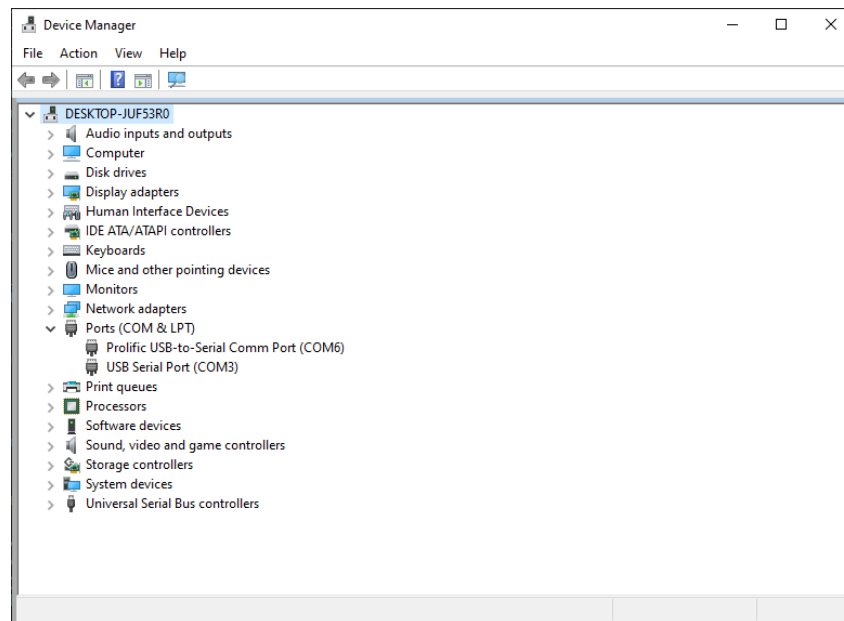 Device Manager
File Action View Help
DESKTOP-JUF53R0
Audio inputs and outputs
Computer
Disk drives
Display adapters
Human Interface Devices
IDE ATA/ATAPI controllers
Keyboards
Mice and other pointing devices
Monitors
Network adapters
Ports (COM & LPT)
Prolific USB-to-Serial Comm Port (COM6)
USB Serial Port (COM3)
Print queues
Processors
Software devices
Sound, video and game controllers
Storage controllers
System devices
Universal Serial Bus controllers